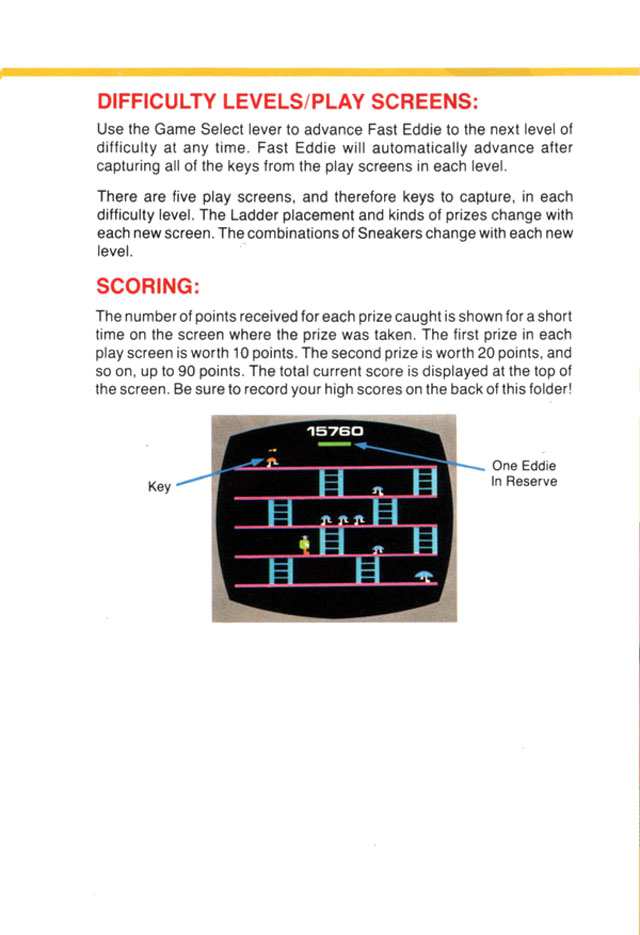 DIFFICULTY LEVELS/PLAY SCREENS:
Use the Game Select lever to advance Fast Eddie to the next level of
difficulty at any time. Fast Eddie will automatically advance after
capturing all of the keys from the play screens in each level.
There are five play screens, and therefore keys to capture, in each
difficulty level. The Ladder placement and kinds of prizes change with
each new screen. The combinations of Sneakers change with each new
level.
SCORING:
The number of points received for each prize caught is shown for a short
time on the screen where the prize was taken. The first prize in each
play screen is worth 10 points. The second prize is worth 20 points, and
so on, up to 90 points. The total current score is displayed at the top of
the screen. Be sure to record your high scores on the back of this folder!
15760
Key
One Eddie
In Reserve